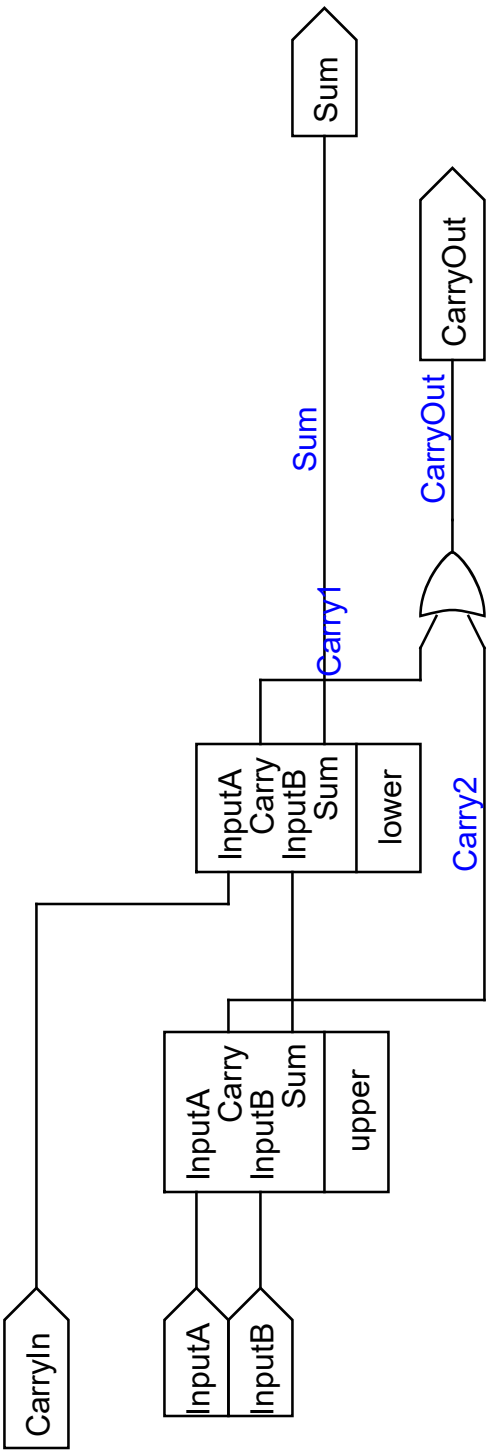 CarryIn
InputA
InputB
InputA
Carry
InputB
Sum
upper
InputA
Carry
InputB
Sum
lower
Carry2
Carry1
Sum
CarryOut
Sum
CarryOut